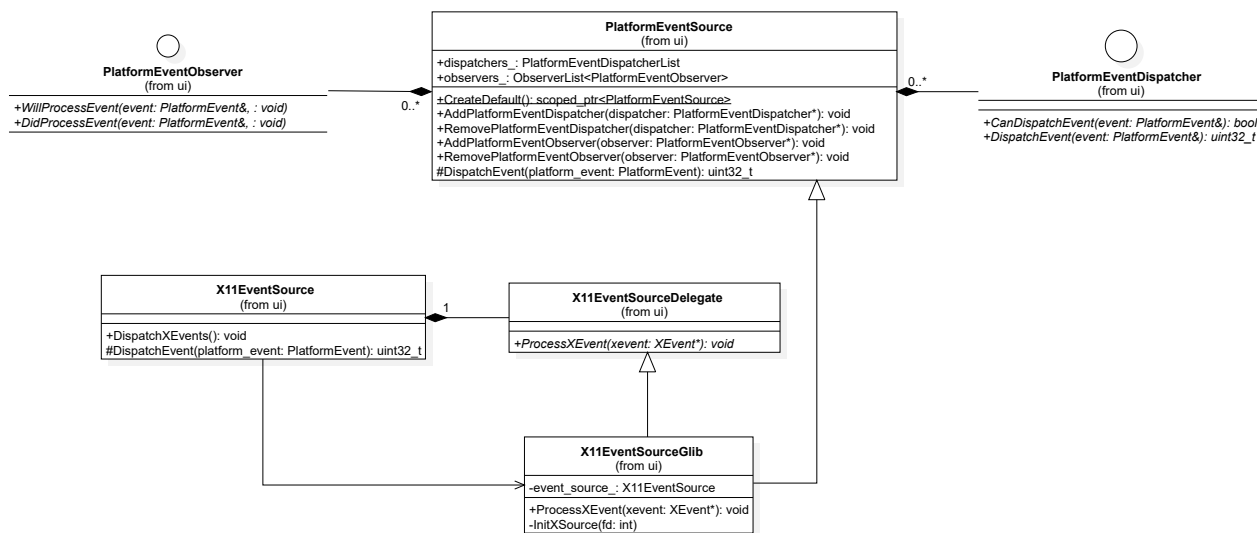 PlatformEventObserver
(from ui)
+WillProcessEvent(event: PlatformEvent&, : void)
+DidProcessEvent(event: PlatformEvent&, : void)
0..*
PlatformEventSource
(from ui)
+dispatchers_: PlatformEventDispatcherList
+observers_: ObserverList<PlatformEventObserver>
+CreateDefault(): scoped_ptr<PlatformEventSource>
+AddPlatformEventDispatcher(dispatcher: PlatformEventDispatcher*): void
+RemovePlatformEventDispatcher(dispatcher: PlatformEventDispatcher*): void
+AddPlatformEventObserver(observer: PlatformEventObserver*): void
+RemovePlatformEventObserver(observer: PlatformEventObserver*): void
#DispatchEvent(platform_event: PlatformEvent): uint32_t
0..*
PlatformEventDispatcher
(from ui)
+CanDispatchEvent(event: PlatformEvent&): bool
+DispatchEvent(event: PlatformEvent&): uint32_t
X11EventSource
(from ui)
+DispatchXEvents(): void
#DispatchEvent(platform_event: PlatformEvent): uint32_t
1
X11EventSourceDelegate
(from ui)
+ProcessXEvent(xevent: XEvent*): void
X11EventSourceGlib
(from ui)
-event_source_: X11EventSource
+ProcessXEvent(xevent: XEvent*): void
-InitXSource(fd: int)